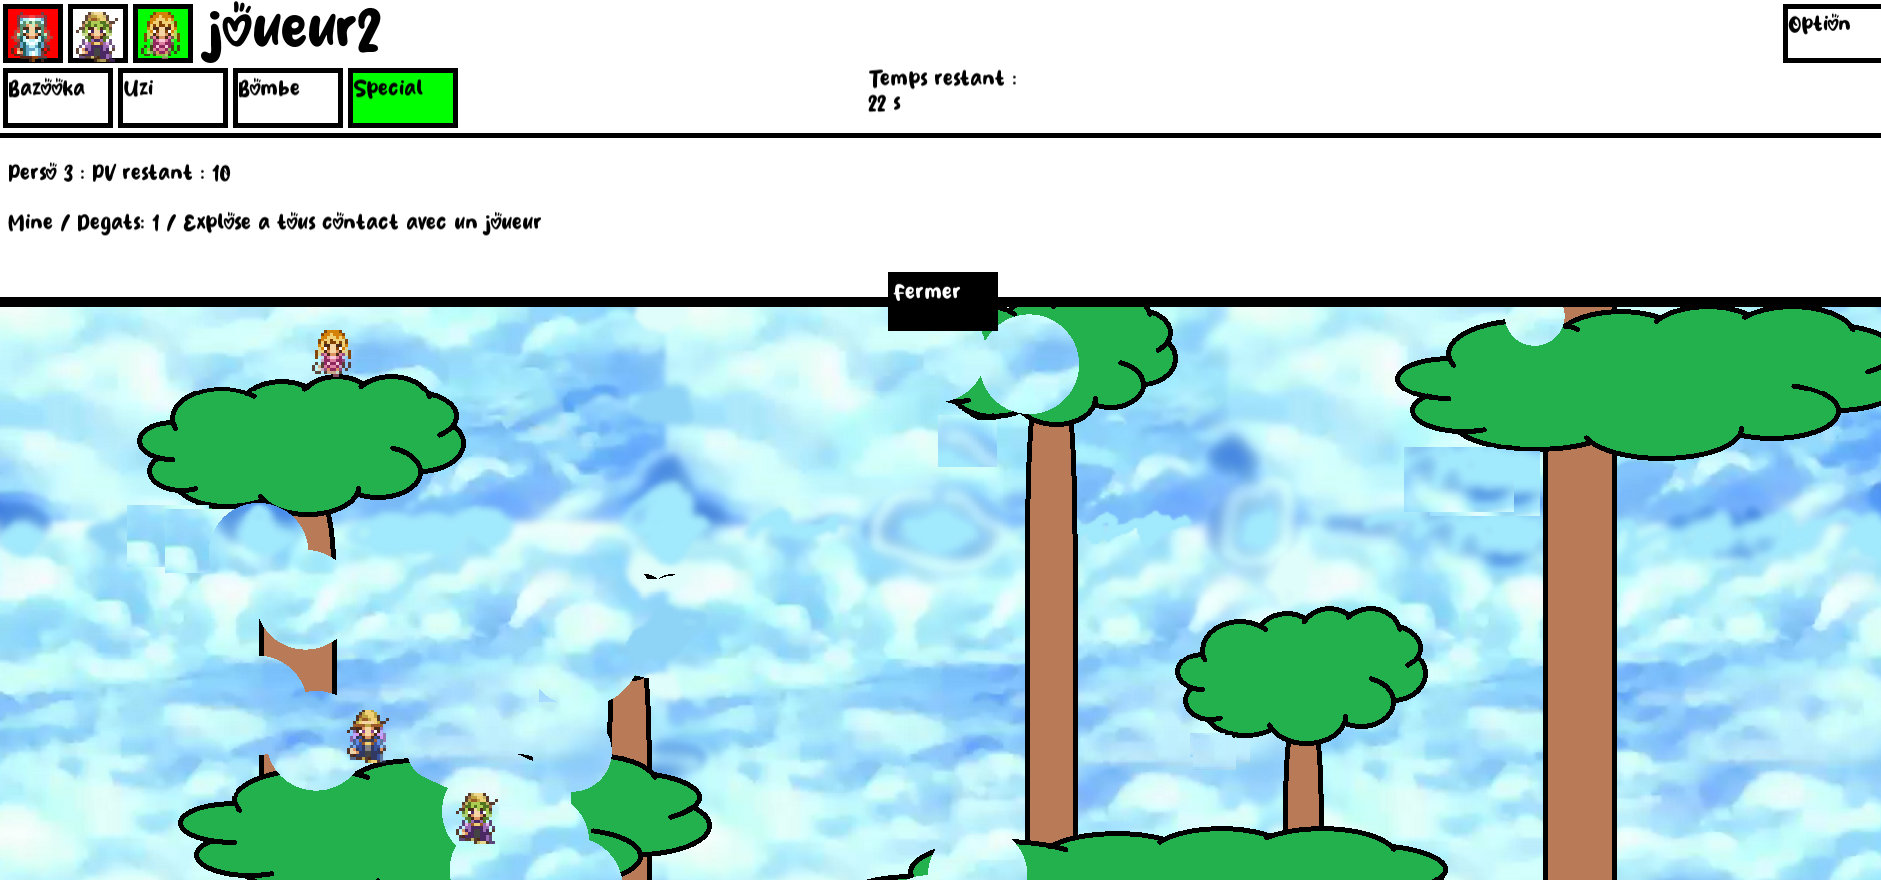 joueur2
Option
Bazooka
Uzi
Bombe
Special
Temps restant :
22 s
Perso 3 : PV restant : 10
Mine / Degats: 1 / Explose a tous contact avec un joueur
Fermer